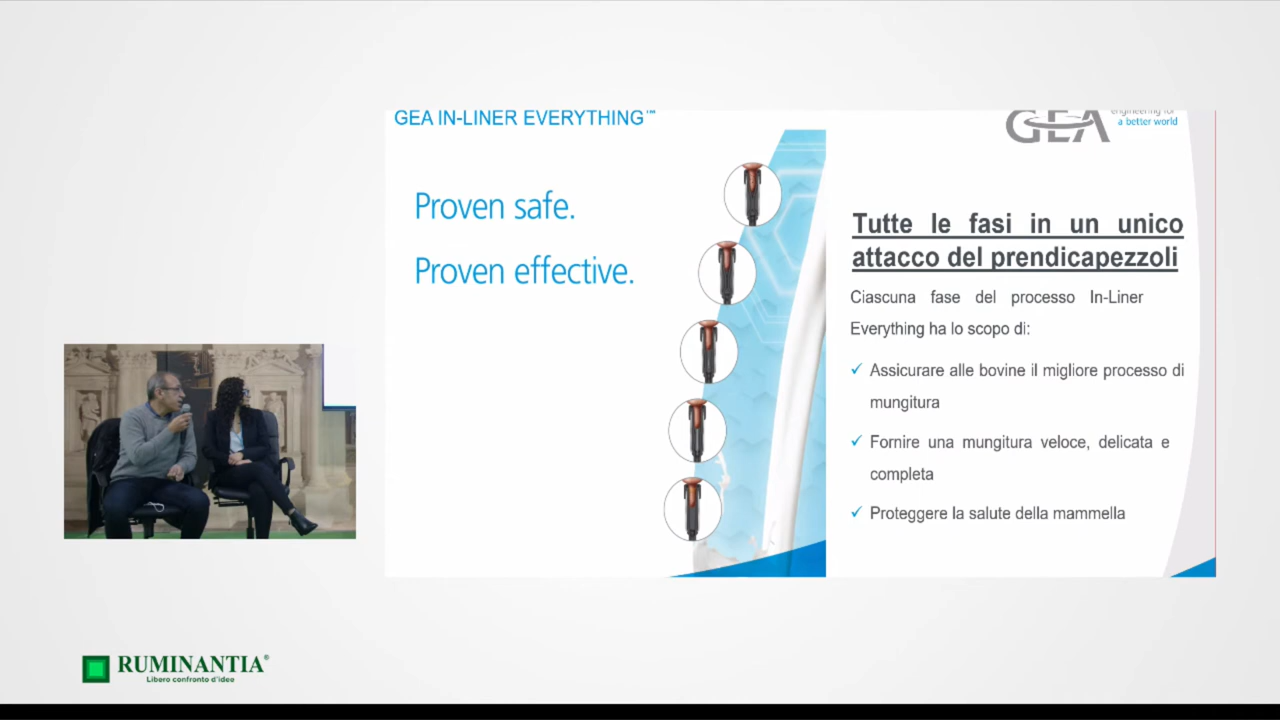 GEA IN-LINER EVERYTHING™
Proven safe.
Proven effective.
GEA
engineering for
a better world
Tutte le fasi in un unico
attacco del prendicapezzoli
Ciascuna fase del processo In-Liner
Everything ha lo scopo di:
✓ Assicurare alle bovine il migliore processo di
mungitura
✓ Fornire una mungitura veloce, delicata e
completa
✓ Proteggere la salute della mammella
RUMINANTIA®
Libero confronto d'idee